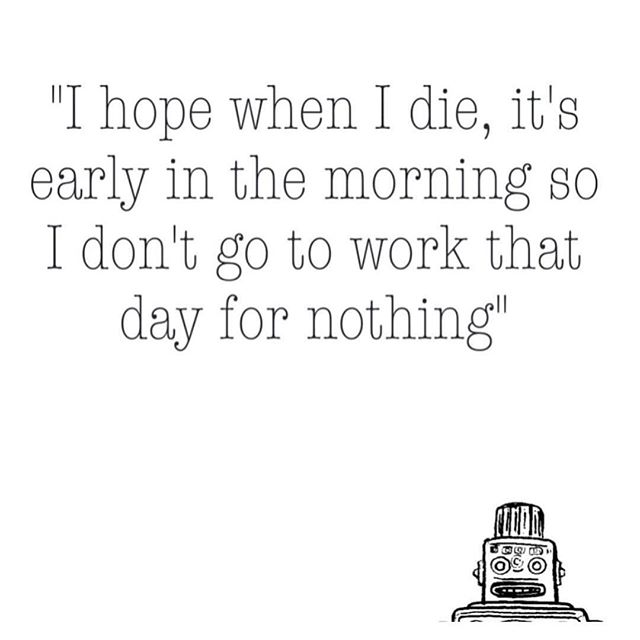 "I hope when I die, it's
early in the morning so
I don't go to work that
day for nothing"